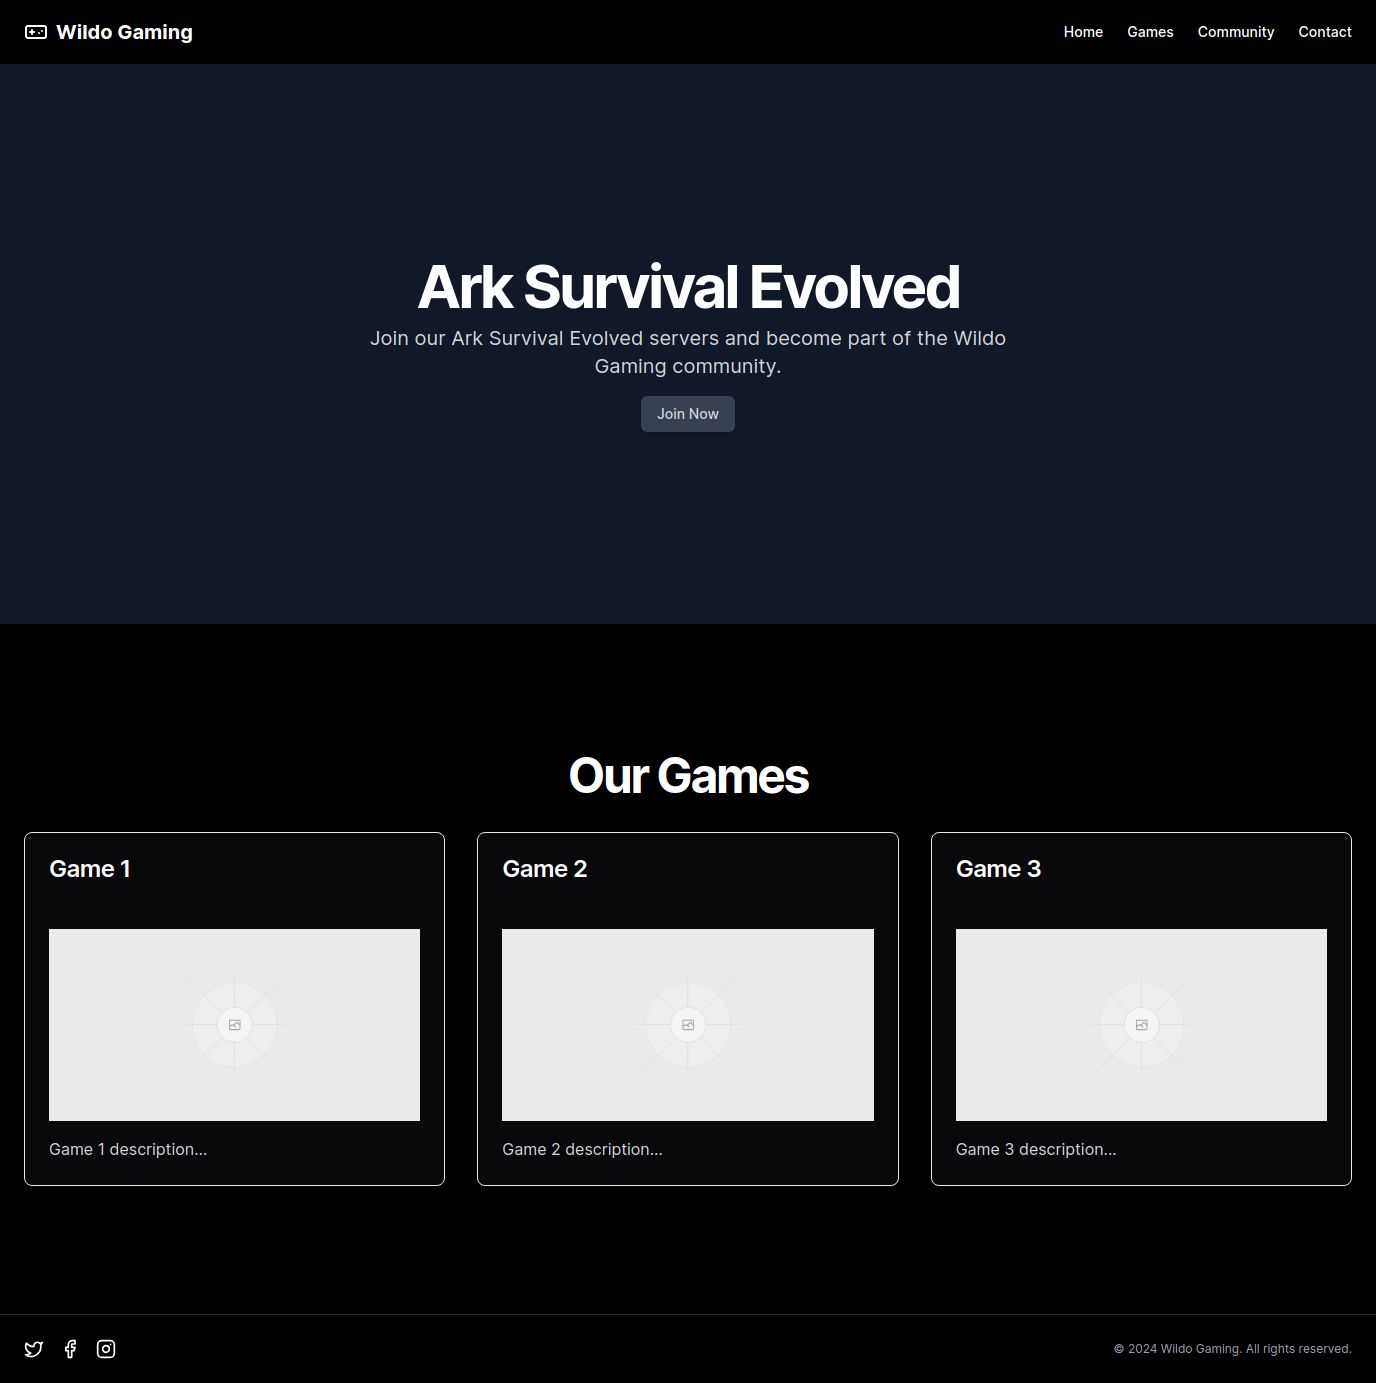 Wildo Gaming
Home Games Community Contact
Ark Survival Evolved
Join our Ark Survival Evolved servers and become part of the Wildo
Gaming community.
Join Now
Our Games
Game 1
Game 2
Game 3
Game 1 description...
Game 2 description...
Game 3 description...
© 2024 Wildo Gaming. All rights reserved.